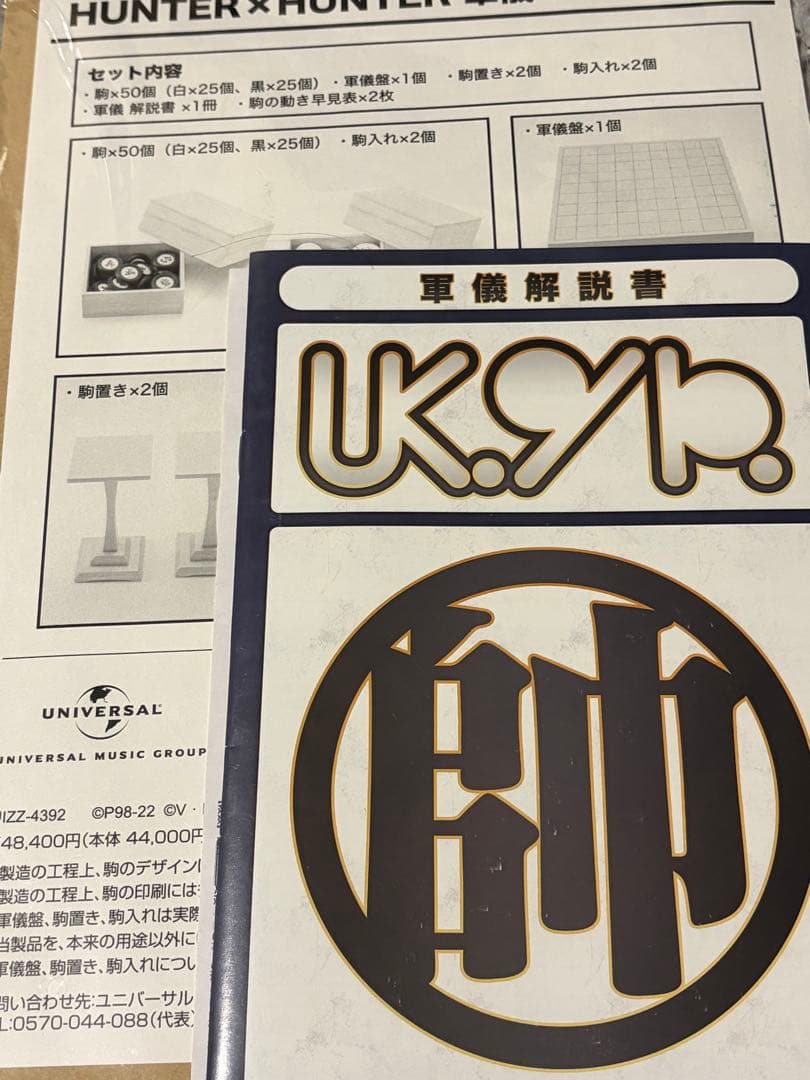 HUNTER×HUNTER 軍儀
セット内容
・駒×50個（白×25個、黒×25個）・軍儀盤×1個 ・駒置き×2個 ・駒入れ×2個
・軍儀 解説書 ×1冊 ・駒の動き早見表×2枚
・駒×50個（白×25個、黒×25個） ・駒入れ×2個
・軍儀盤×1個
・駒置き×2個
軍儀解説書
帥
UNIVERSAL
UNIVERSAL MUSIC GROUP
IZZ-4392 ©P98-22 ©V・
48,400円(本体 44,000円
製造の工程上、駒のデザイン
製造の工程上、駒の印刷には
軍儀盤、駒置き、駒入れは実際
当製品を、本来の用途以外に
軍儀盤、駒置き、駒入れについ
問い合わせ先:ユニバーサル
L:0570-044-088(代表)